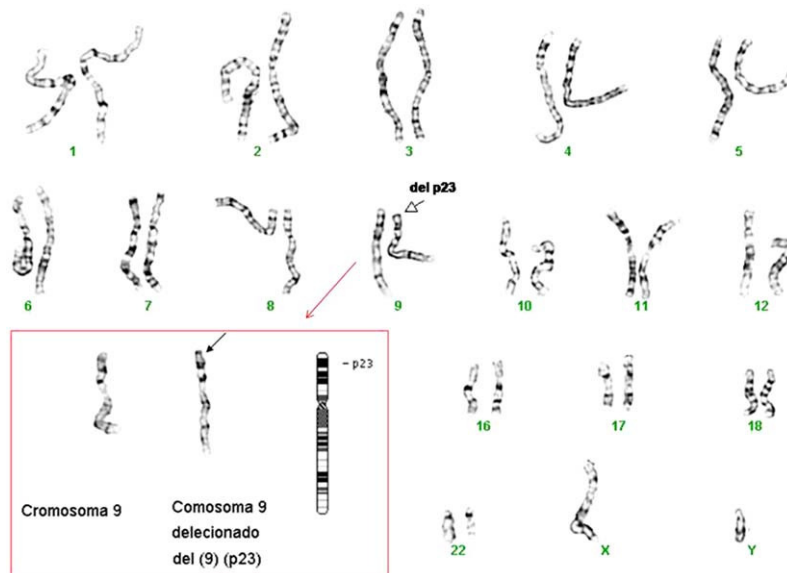 1 2 3 4 5
del p23
6 7 8 9 10 11 12
– p23
Cromosoma 9
Comosoma 9
delecionado
del (9) (p23)
16 17 18
22 X Y